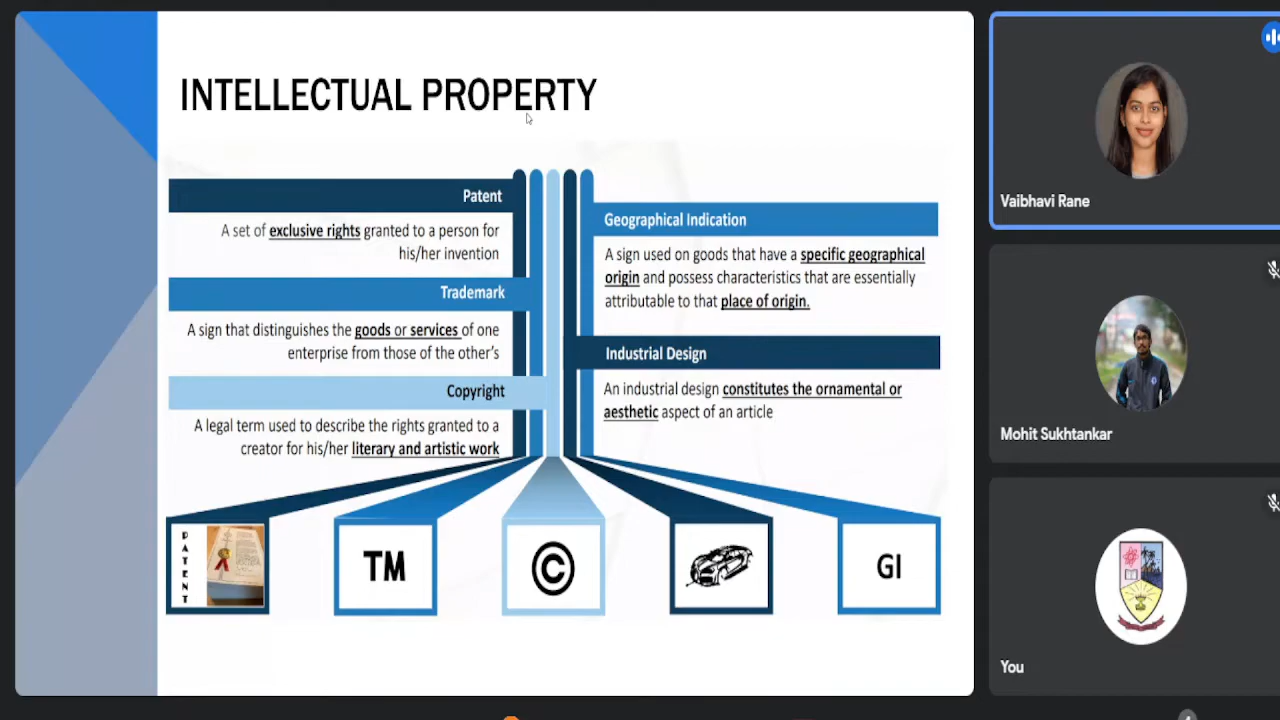 INTELLECTUAL PROPERTY
Patent
A set of exclusive rights granted to a person for
his/her invention
Trademark
A sign that distinguishes the goods or services of one
enterprise from those of the other's
Copyright
A legal term used to describe the rights granted to a
creator for his/her literary and artistic work
Geographical Indication
A sign used on goods that have a specific geographical
origin and possess characteristics that are essentially
attributable to that place of origin.
Industrial Design
An industrial design constitutes the ornamental or
aesthetic aspect of an article
PATENT
TM
©
GI
Vaibhavi Rane
Mohit Sukhtankar
You